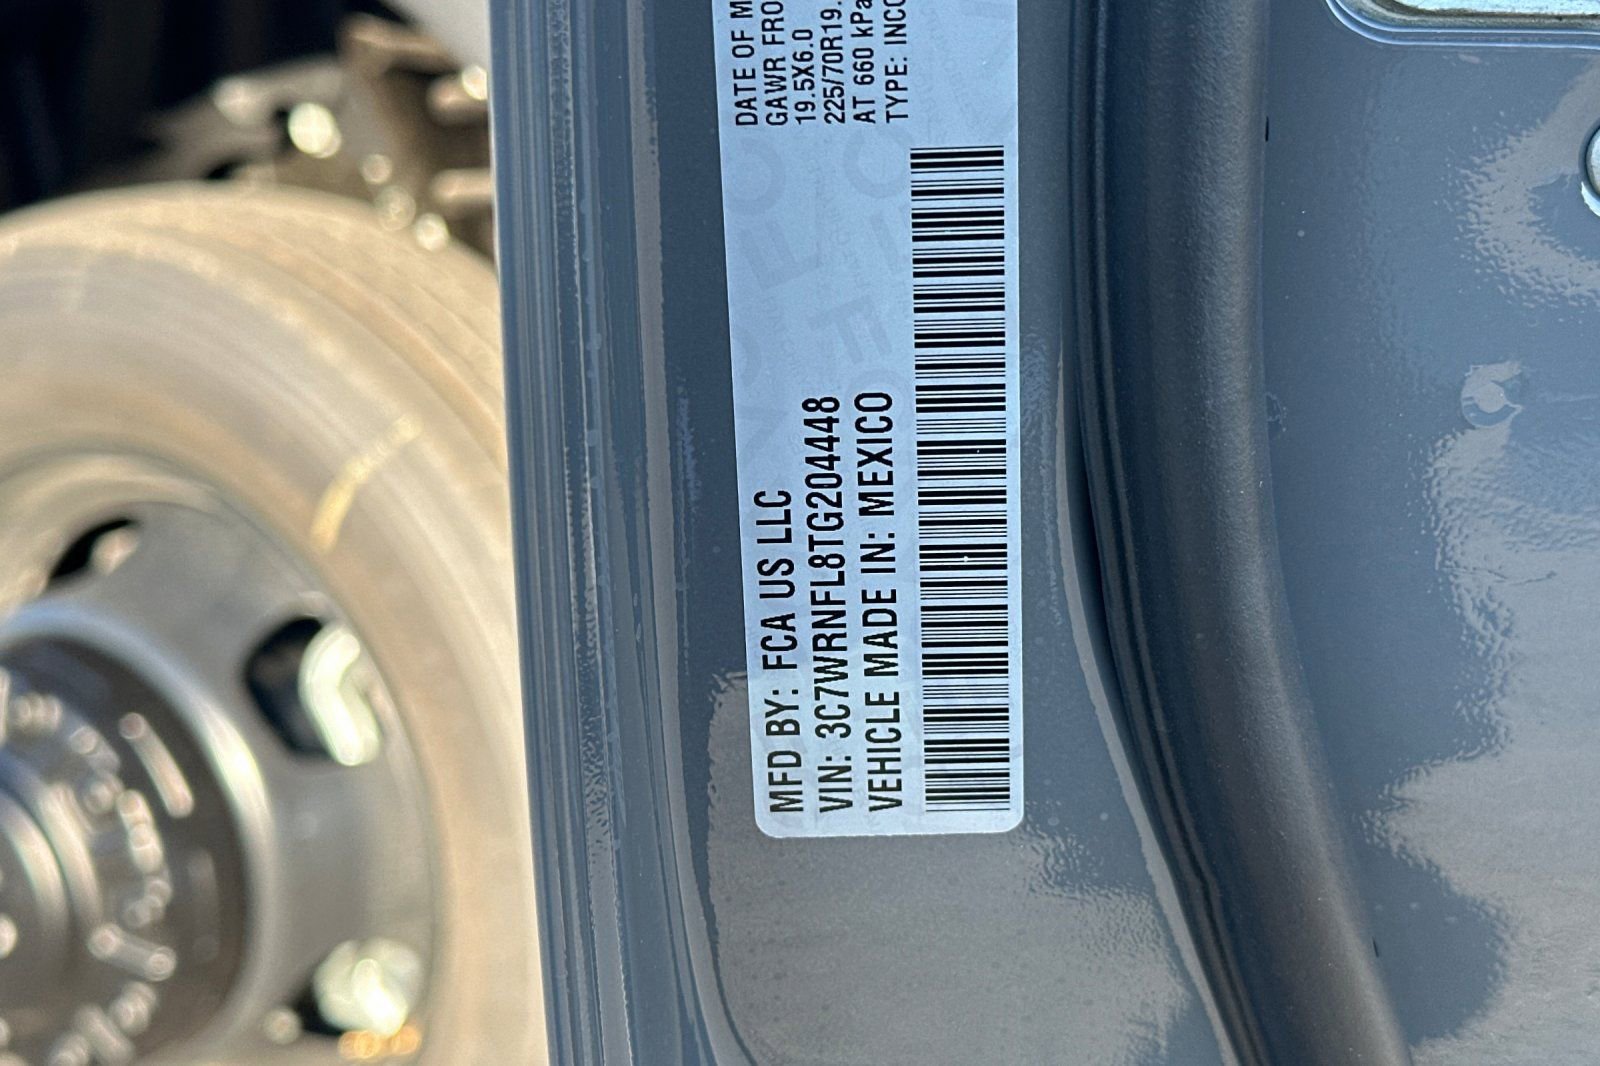 MFD BY: FCA US LLC
VIN: 3C7WRNFL8TG204448
VEHICLE MADE IN: MEXICO
DATE OF M
GAWR FRO
19.5X6.0
225/70R19.
AT 660 kPa
TYPE: INCO